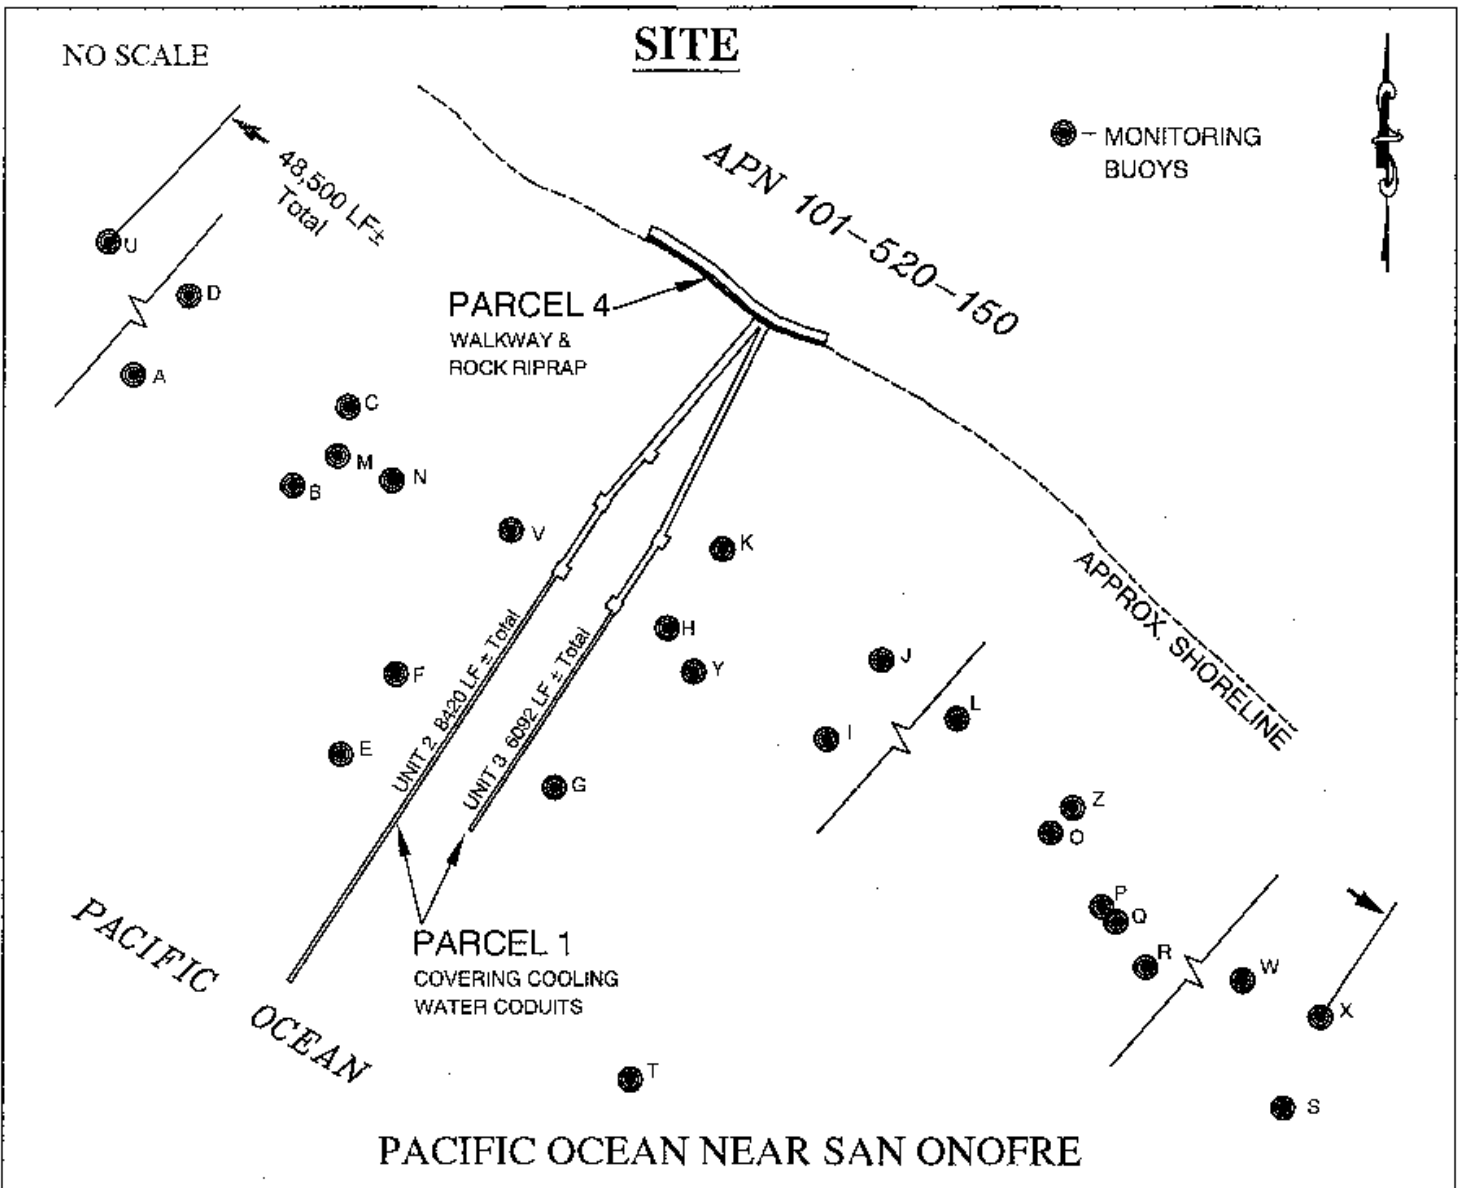 SITE
NO SCALE
MONITORING
BUOYS
48,500 LF±
Total
APN 101-520-150
U
D
PARCEL 4
WALKWAY &
ROCK RIPRAP
A
C
M
N
B
V
K
H
Y
F
E
J
L
I
G
UNIT 2 8420 LF ± Total
UNIT 3 6092 LF ± Total
APPROX. SHORELINE
Z
O
P
Q
R
W
X
S
T
PARCEL 1
COVERING COOLING
WATER CODUITS
PACIFIC OCEAN
PACIFIC OCEAN NEAR SAN ONOFRE